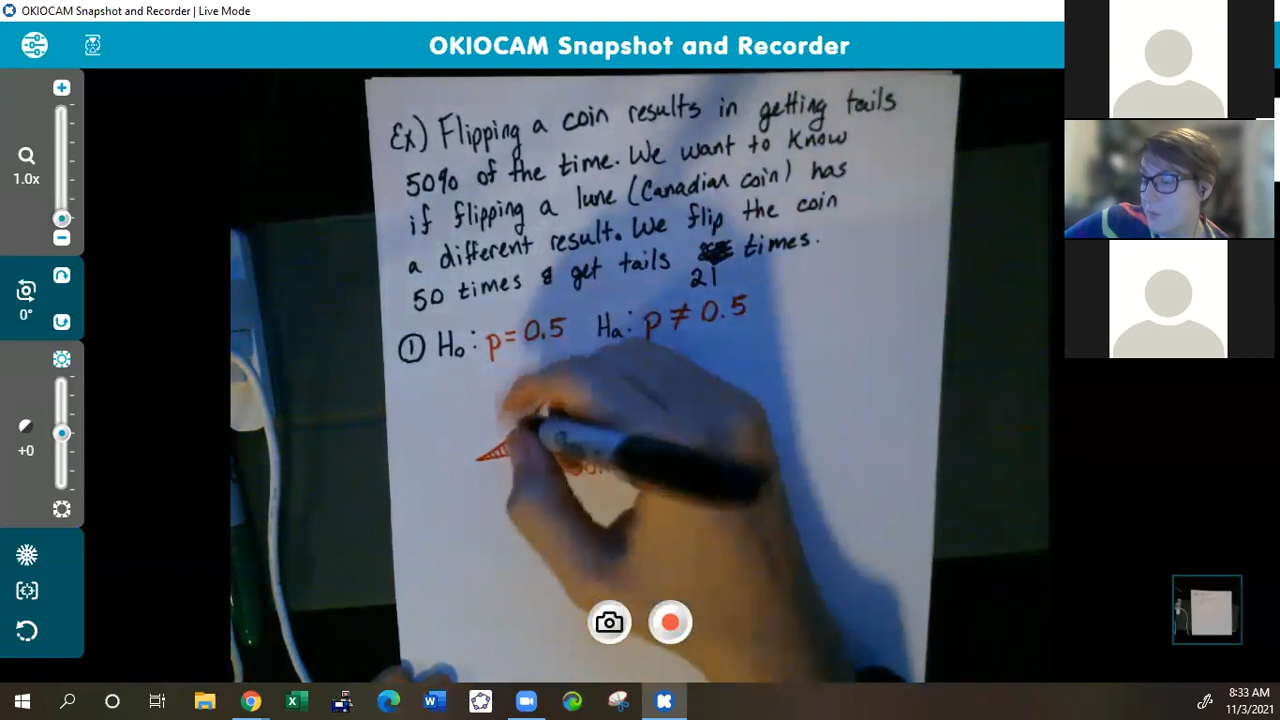 OKIOCAM Snapshot and Recorder | Live Mode
OKIOCAM Snapshot and Recorder
1.0x
0°
+0
Ex) Flipping a coin results in getting tails
50% of the time. We want to know
if flipping a lune (Canadian coin) has
a different result. We flip the coin
50 times & get tails 21 times.
① H₀: p = 0.5 Hₐ: p ≠ 0.5
8:33 AM
11/3/2021